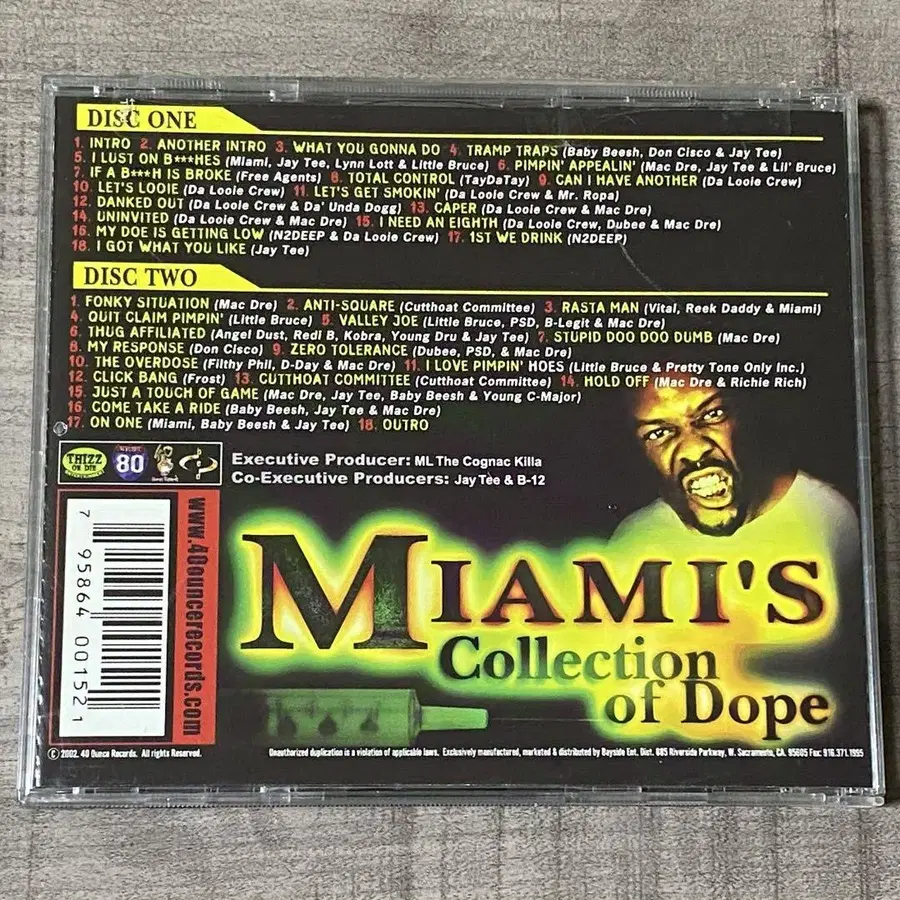 DISC ONE
1. INTRO 2. ANOTHER INTRO 3. WHAT YOU GONNA DO 4. TRAMP TRAPS (Baby Beesh, Don Cisco & Jay Tee)
5. I LUST ON B***HES (Miami, Jay Tee, Lynn Lott & Little Bruce) 6. PIMPIN' APPEALIN' (Mac Dre, Jay Tee & Lil' Bruce)
7. IF A B***H IS BROKE (Free Agents) 8. TOTAL CONTROL (TayDaTay) 9. CAN I HAVE ANOTHER (Da Looie Crew)
10. LET'S LOOIE (Da Looie Crew) 11. LET'S GET SMOKIN' (Da Looie Crew & Mr. Ropa)
12. DANKED OUT (Da Looie Crew & Da' Unda Dogg) 13. CAPER (Da Looie Crew & Mac Dre)
14. UNINVITED (Da Looie Crew & Mac Dre) 15. I NEED AN EIGHTH (Da Looie Crew, Dubee & Mac Dre)
16. MY DOE IS GETTING LOW (N2DEEP & Da Looie Crew) 17. 1ST WE DRINK (N2DEEP)
18. I GOT WHAT YOU LIKE (Jay Tee)
DISC TWO
1. FONKY SITUATION (Mac Dre) 2. ANTI-SQUARE (Cutthoat Committee) 3. RASTA MAN (Vital, Reek Daddy & Miami)
4. QUIT CLAIM PIMPIN' (Little Bruce) 5. VALLEY JOE (Little Bruce, PSD, B-Legit & Mac Dre)
6. THUG AFFILIATED (Angel Dust, Redi B, Kobra, Young Dru & Jay Tee) 7. STUPID DOO DOO DUMB (Mac Dre)
8. MY RESPONSE (Don Cisco) 9. ZERO TOLERANCE (Dubee, PSD, & Mac Dre)
10. THE OVERDOSE (Filthy Phil, D-Day & Mac Dre) 11. I LOVE PIMPIN' HOES (Little Bruce & Pretty Tone Only Inc.)
12. CLICK BANG (Frost) 13. CUTTHOAT COMMITTEE (Cutthoat Committee) 14. HOLD OFF (Mac Dre & Richie Rich)
15. JUST A TOUCH OF GAME (Mac Dre, Jay Tee, Baby Beesh & Young C-Major)
16. COME TAKE A RIDE (Baby Beesh, Jay Tee & Mac Dre)
17. ON ONE (Miami, Baby Beesh & Jay Tee) 18. OUTRO
THIZZ
OR DIE
80
Executive Producer: ML The Cognac Killa
Co-Executive Producers: Jay Tee & B-12
7 95864 00152 1
www.40ouncerecords.com
MIAMI'S
Collection
of Dope
© 2002. 40 Ounce Records. All rights Reserved.
Unauthorized duplication is a violation of applicable laws. Exclusively manufactured, marketed & distributed by Bayside Ent. Dist. 885 Riverside Parkway, W. Sacramento, CA. 95605 Fax: 916.371.1995